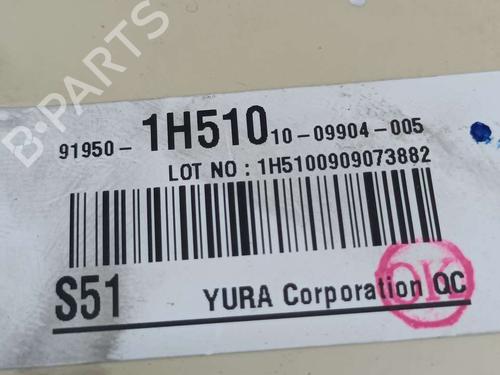 B-PARTS
91950- 1H510 10-09904-005
LOT NO : 1H5100909073882
S51 YURA Corporation QC
OK